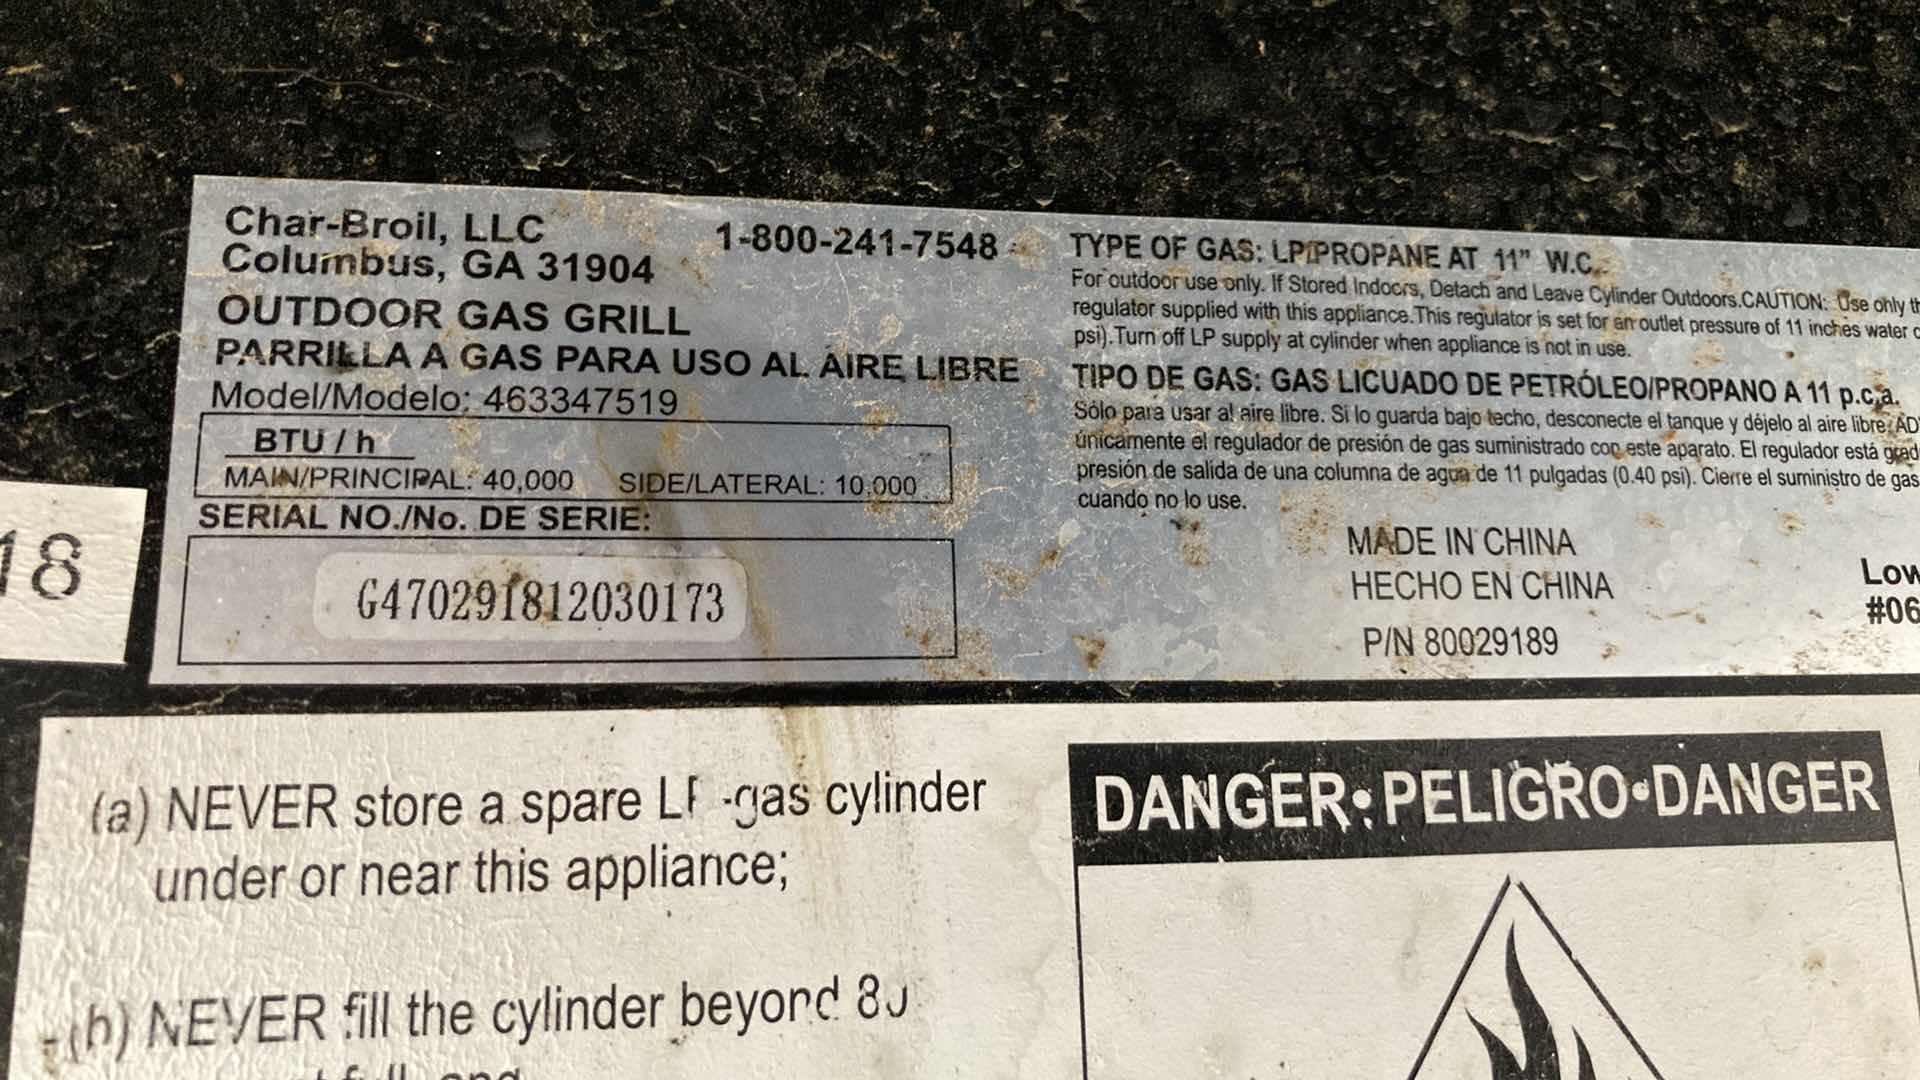 Char-Broil, LLC
1-800-241-7548
Columbus, GA 31904
OUTDOOR GAS GRILL
PARRILLA A GAS PARA USO AL AIRE LIBRE
Model/Modelo: 463347519
BTU / h
MAIN/PRINCIPAL: 40,000 SIDE/LATERAL: 10,000
SERIAL NO./No. DE SERIE:
G470291812030173
TYPE OF GAS: LP/PROPANE AT 11" W.C.
For outdoor use only. If Stored Indoors, Detach and Leave Cylinder Outdoors.CAUTION: Use only
regulator supplied with this appliance.This regulator is set for an outlet pressure of 11 inches water
psi).Turn off LP supply at cylinder when appliance is not in use.
TIPO DE GAS: GAS LICUADO DE PETRÓLEO/PROPANO A 11 p.c.a.
Sólo para usar al aire libre. Si lo guarda bajo techo, desconecte el tanque y déjelo al aire libre.
únicamente el regulador de presión de gas suministrado con este aparato. El regulador está
presión de salida de una columna de agua de 11 pulgadas (0.40 psi). Cierre el suministro de gas
cuando no lo use.
MADE IN CHINA
HECHO EN CHINA
P/N 80029189
Low
#06
18
(a) NEVER store a spare LP-gas cylinder
under or near this appliance;
(b) NEVER fill the cylinder beyond 80
DANGER•PELIGRO•DANGER